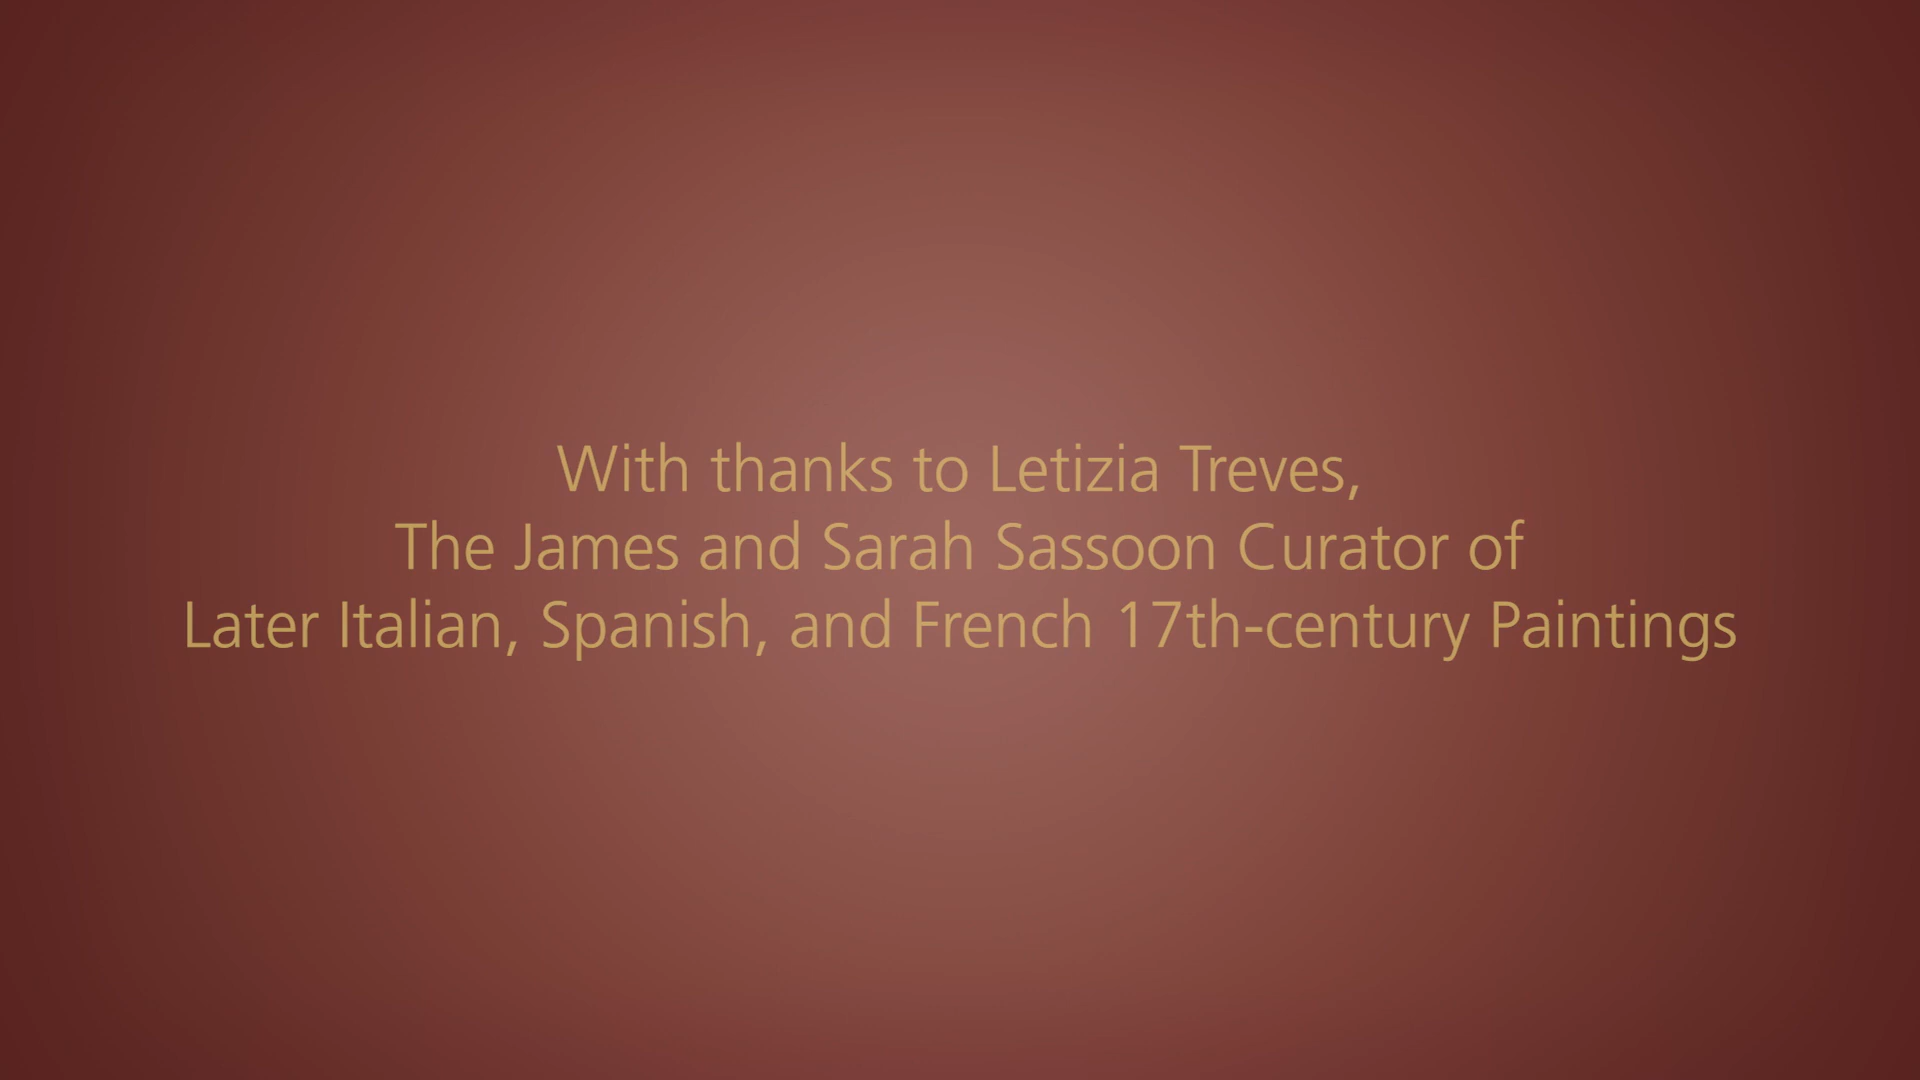 With thanks to Letizia Treves,
The James and Sarah Sassoon Curator of
Later Italian, Spanish, and French 17th-century Paintings